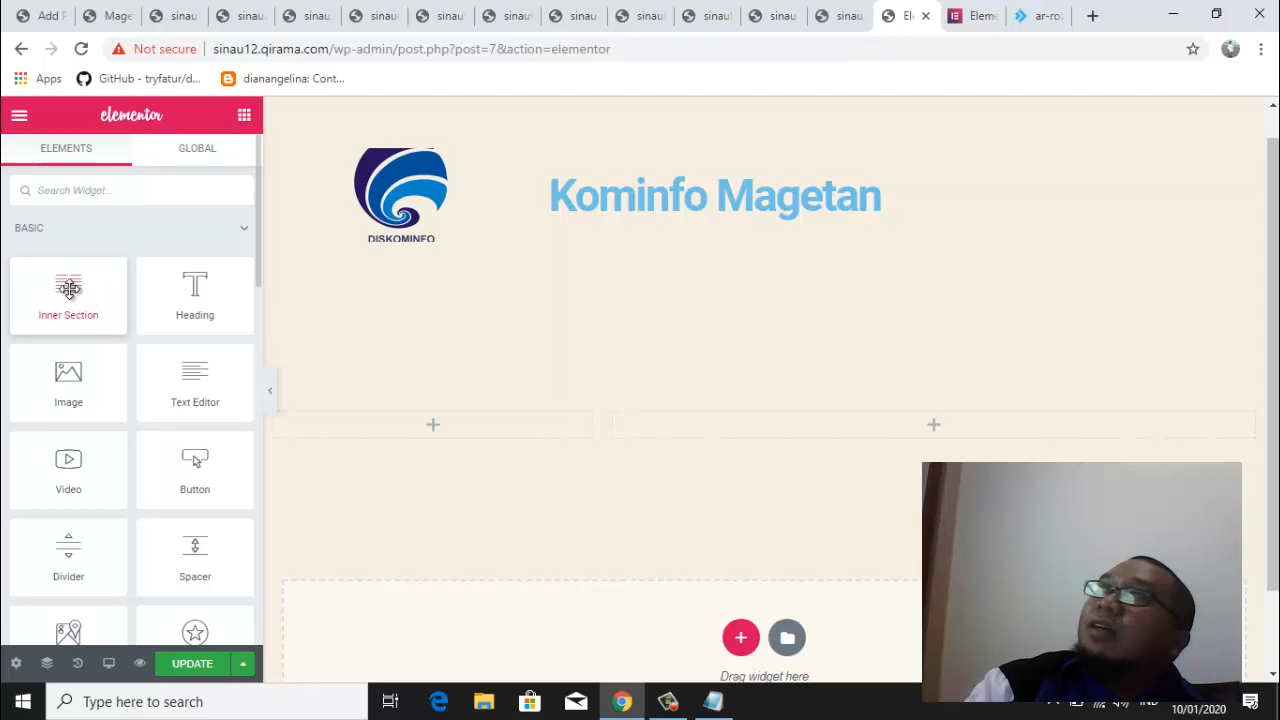 Add P
Mage
sinau
sinau
sinau
sinau
sinau
sinau
sinau
sinau
sinau
sinau
sinau
Ele
Eleme
ar-ro
Not secure
sinau12.qirama.com/wp-admin/post.php?post=7&action=elementor
Apps
GitHub - tryfatur/d...
dianangelina: Cont...
elementor
ELEMENTS
GLOBAL
Search Widget...
BASIC
Kominfo Magetan
DISKOMINFO
Inner Section
Heading
Image
Text Editor
Video
Button
Divider
Spacer
UPDATE
Drag widget here
Type here to search
10/01/2020